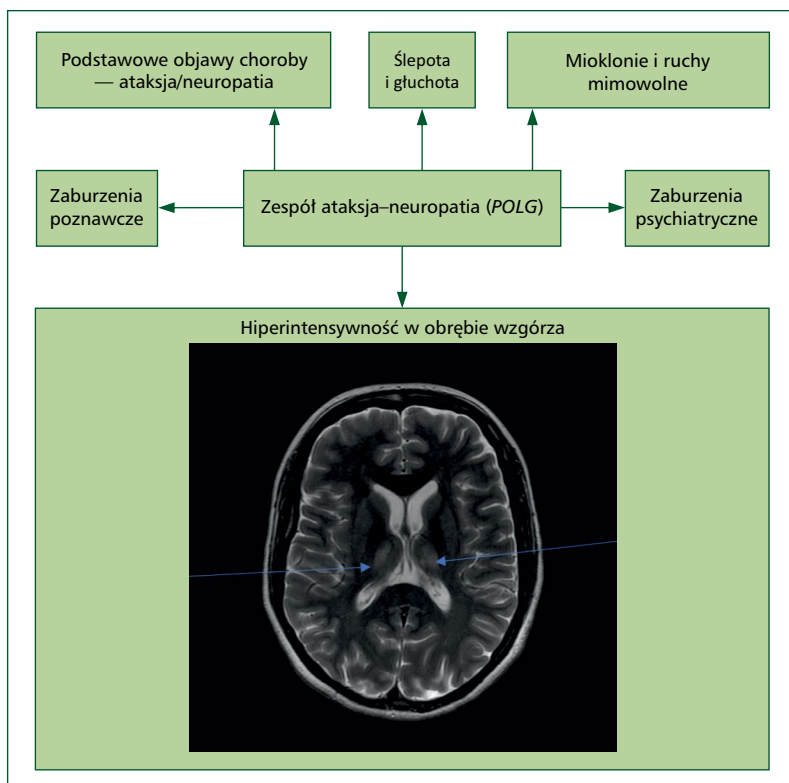 Podstawowe objawy choroby
— ataksja/neuropatia
Ślepota
i głuchota
Mioklonie i ruchy
mimowolne
Zaburzenia
poznawcze
Zespół ataksja–neuropatia (POLG)
Zaburzenia
psychiatryczne
Hiperintensywność w obrębie wzgórza